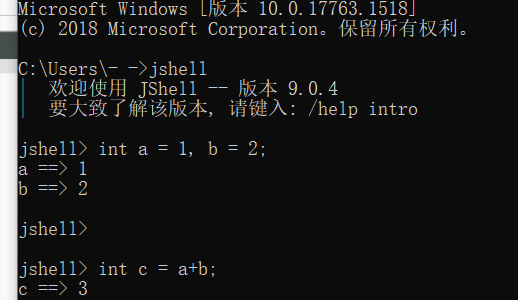 Microsoft Windows [版本 10.0.17763.1518]
(c) 2018 Microsoft Corporation。保留所有权利。
C:\Users\- ->jshell
| 欢迎使用 JShell -- 版本 9.0.4
| 要大致了解该版本, 请键入: /help intro
jshell> int a = 1, b = 2;
a ==> 1
b ==> 2
jshell>
jshell> int c = a+b;
c ==> 3